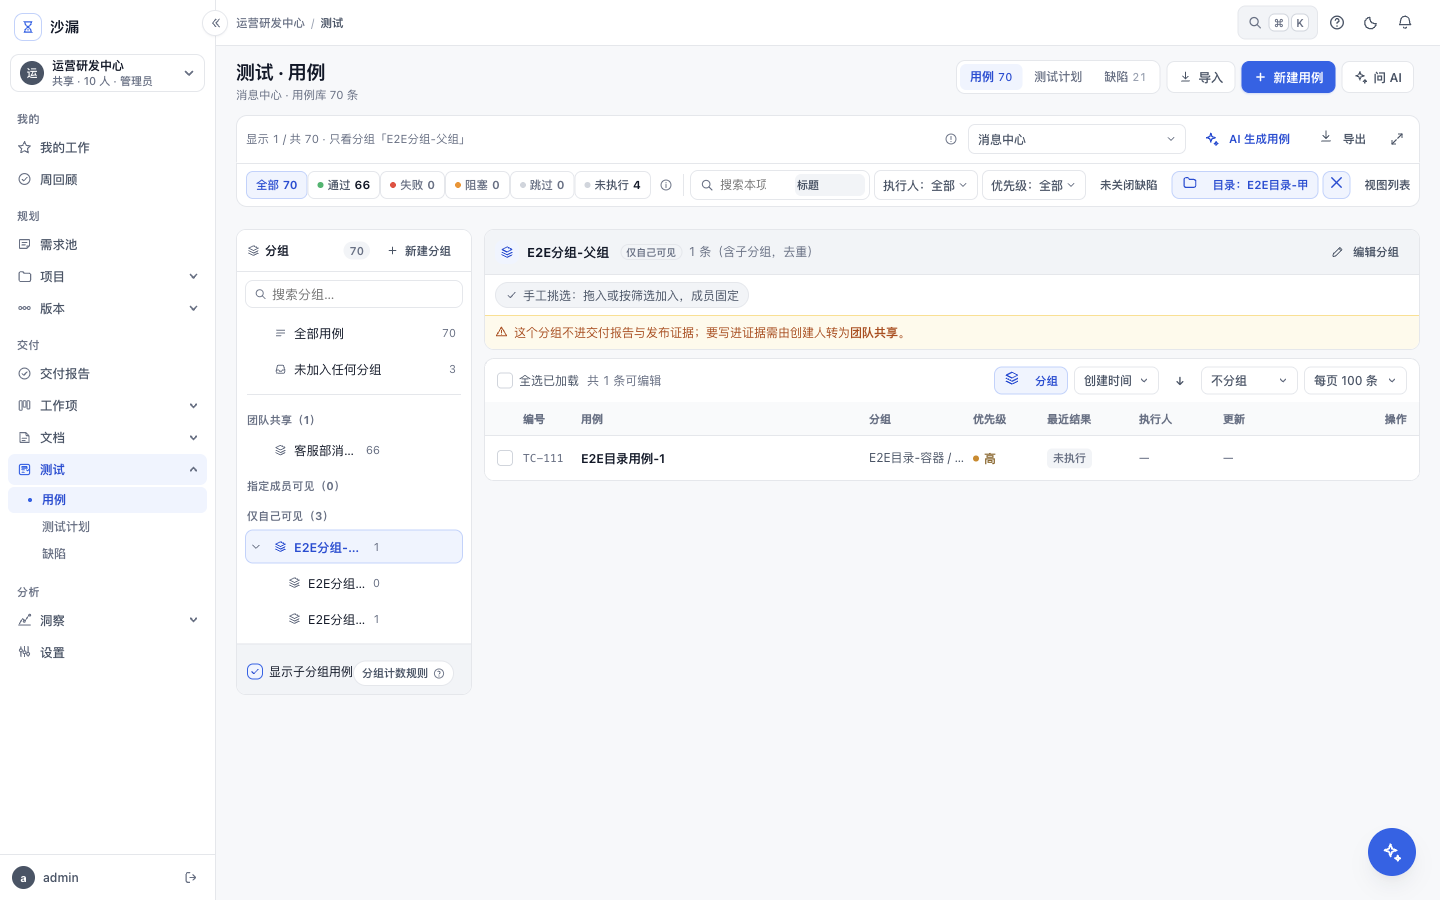 沙漏
运营研发中心 / 测试
⌘ K
运
运营研发中心
共享 · 10 人 · 管理员
我的
我的工作
周回顾
规划
需求池
项目
版本
交付
交付报告
工作项
文档
测试
用例
测试计划
缺陷
分析
洞察
设置
a admin
测试 · 用例
消息中心 · 用例库 70 条
用例 70 测试计划 缺陷 21 导入 新建用例 问 AI
显示 1 / 共 70 · 只看分组「E2E分组-父组」 消息中心 AI 生成用例 导出
全部 70 通过 66 失败 0 阻塞 0 跳过 0 未执行 4 搜索本项 标题 执行人：全部 优先级：全部 未关闭缺陷 目录：E2E目录-甲 视图列表
分组 70 新建分组
搜索分组...
全部用例 70
未加入任何分组 3
团队共享（1）
客服部消... 66
指定成员可见（0）
仅自己可见（3）
E2E分组-... 1
E2E分组... 0
E2E分组... 1
显示子分组用例 分组计数规则
E2E分组-父组 仅自己可见 1 条（含子分组，去重） 编辑分组
手工挑选：拖入或按筛选加入，成员固定
这个分组不进交付报告与发布证据；要写进证据需由创建人转为团队共享。
全选已加载 共 1 条可编辑 分组 创建时间 不分组 每页 100 条
编号 用例 分组 优先级 最近结果 执行人 更新 操作
TC-111 E2E目录用例-1 E2E目录-容器 / ... 高 未执行 — —